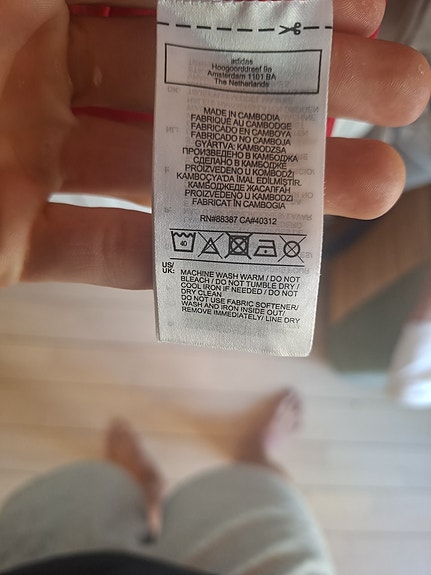 adidas
Hoogoorddreef 9a
Amsterdam 1101 BA
The Netherlands
MADE IN CAMBODIA
FABRIQUÉ AU CAMBODGE
FABRICADO EN CAMBOYA
FABRICADO NO CAMBOJA
GYÁRTVA: KAMBODZSA
ПРОИЗВЕДЕНО В КАМБОДЖА
СДЕЛАНО В КАМБОДЖЕ
PROIZVEDENO U KOMBODŽI
KAMBOÇYA'DA İMAL EDİLMİŞTİR.
КАМБОДЖЕДЕ ЖАСАЛҒАН
PROIZVEDENO U KAMBODŽI
FABRICAT ÎN CAMBOGIA
RN#88387 CA#40312
40
US/
UK:
MACHINE WASH WARM / DO NOT
BLEACH / DO NOT TUMBLE DRY /
COOL IRON IF NEEDED / DO NOT
DRY CLEAN
DO NOT USE FABRIC SOFTENER/
WASH AND IRON INSIDE OUT/
REMOVE IMMEDIATELY/ LINE DRY